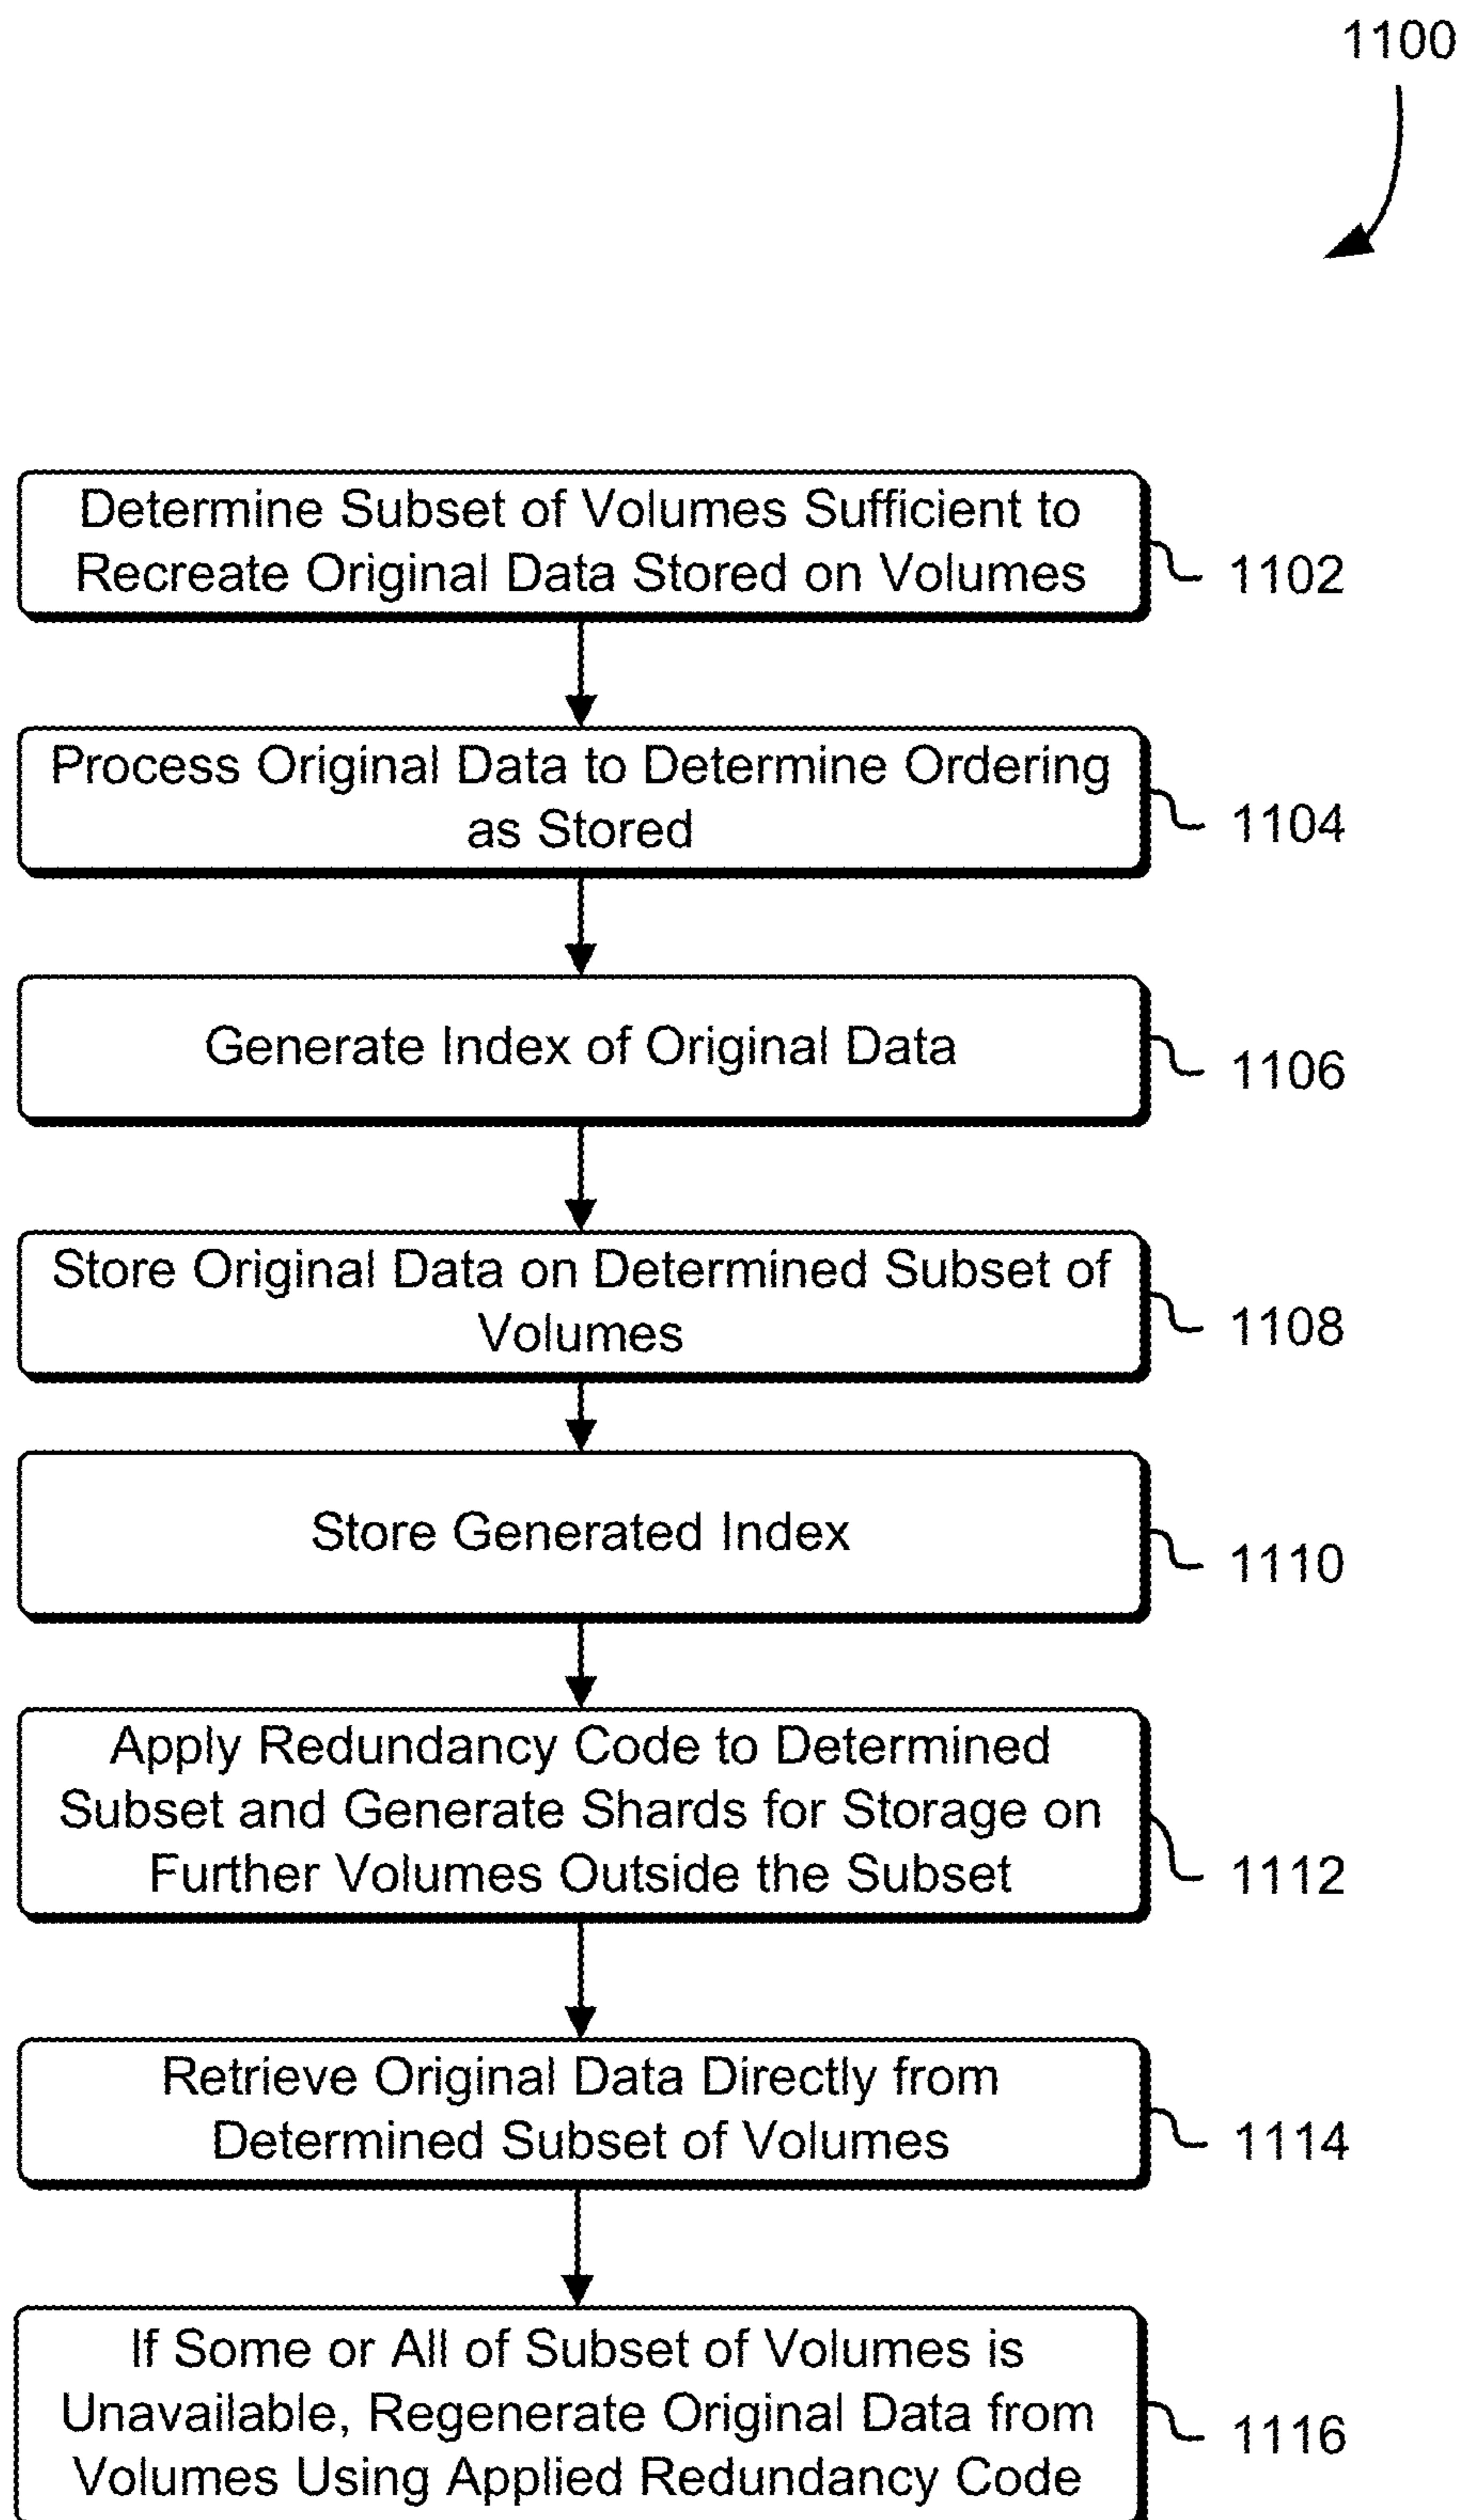 1100
Determine Subset of Volumes Sufficient to
Recreate Original Data Stored on Volumes
1102
Process Original Data to Determine Ordering
as Stored
1104
Generate Index of Original Data
1106
Store Original Data on Determined Subset of
Volumes
1108
Store Generated Index
1110
Apply Redundancy Code to Determined
Subset and Generate Shards for Storage on
Further Volumes Outside the Subset
1112
Retrieve Original Data Directly from
Determined Subset of Volumes
1114
If Some or All of Subset of Volumes is
Unavailable, Regenerate Original Data from
Volumes Using Applied Redundancy Code
1116